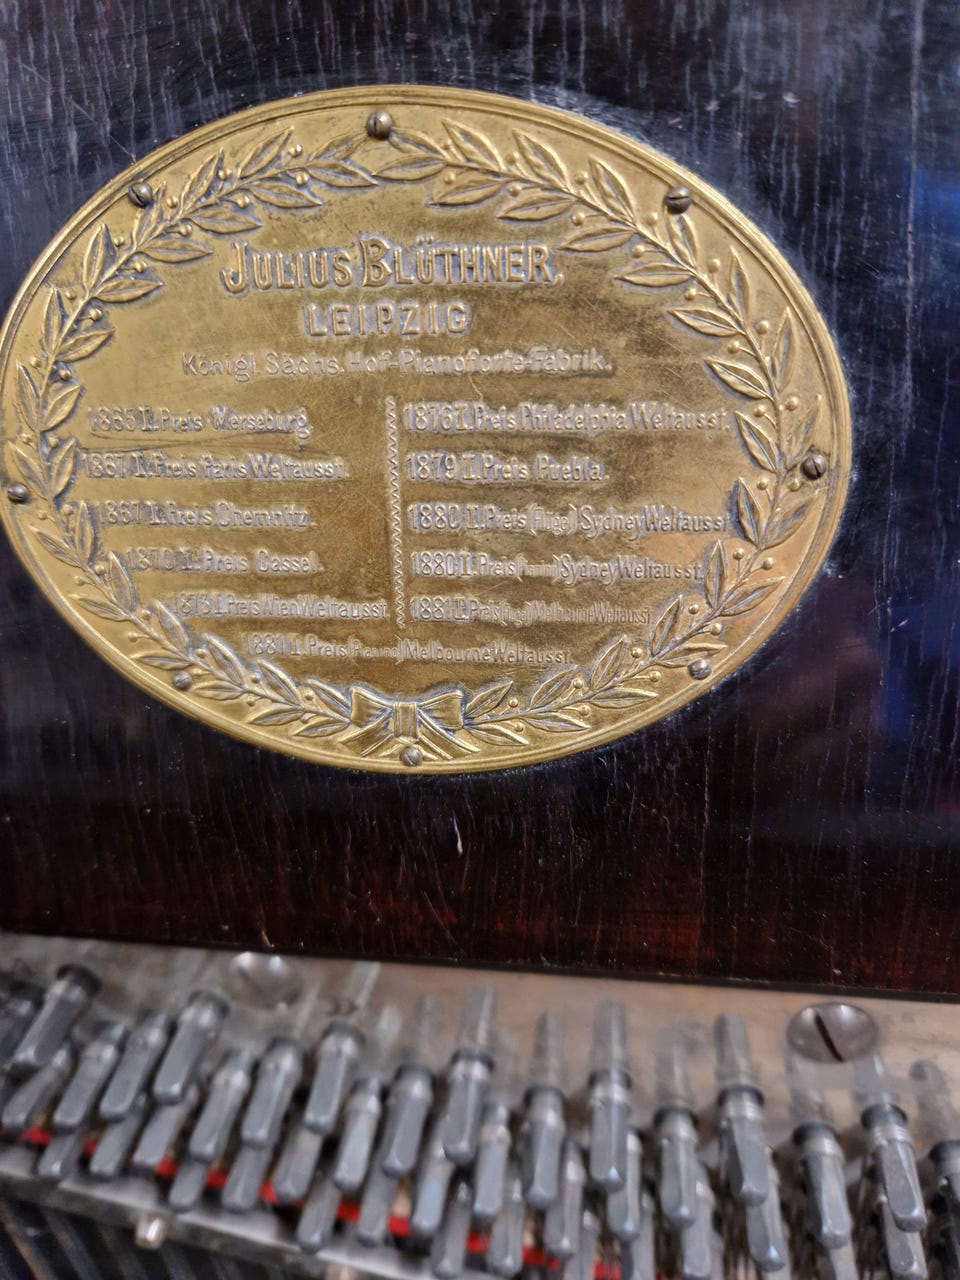 JULIUS BLÜTHNER,
LEIPZIG
Königl. Sächs. Hof-Pianoforte-Fabrik.
1865 I. Preis Merseburg
1867. I. Preis Paris Weltausst.
1867 I. Preis Chemnitz.
1870 I. Preis Cassel.
1873 I. Preis Wien Weltausst.
1876 I. Preis Philadelphia Weltausst.
1879 I. Preis Puebla.
1880 I. Preis (Flügel) Sydney Weltausst
1880 I. Preis (Pianino) Sydney Weltausst.
1881 I. Preis (Flügel) Melbourne Weltausst
1881 I. Preis (Pianino) Melbourne Weltausst.